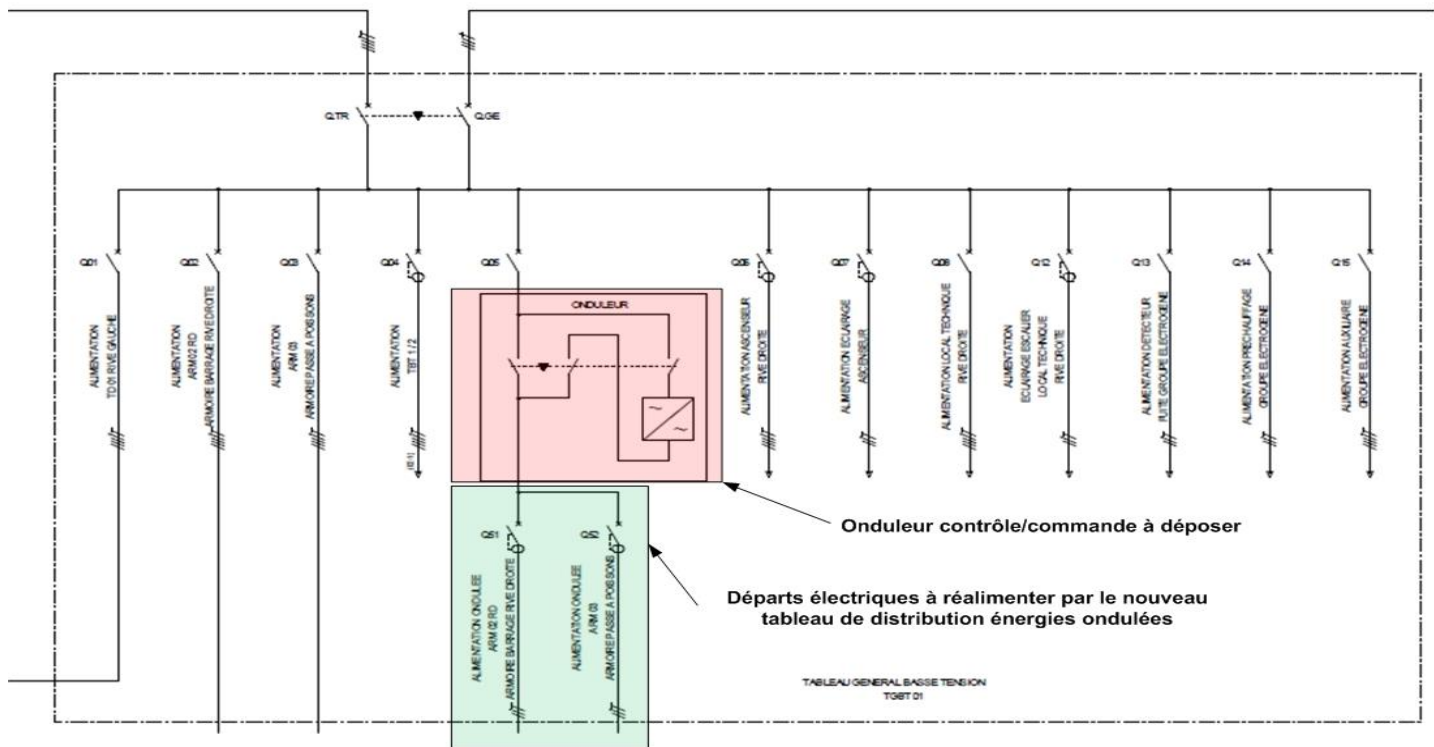 Q.TR
Q.GE
Q01
Q02
Q03
Q04
Q05
Q06
Q07
Q08
Q12
Q13
Q14
Q15
ALIMENTATION
TD 01 RIVE GAUCHE
ALIMENTATION
ARM 02 RD
ARMOIRE BARRAGE RIVE DROITE
ALIMENTATION
ARM 03
ARMOIRE PASSE A POISSONS
ALIMENTATION
TBT 1 / 2
ONDULEUR
ALIMENTATION ASCENSEUR
RIVE DROITE
ALIMENTATION ECLAIRAGE
ASCENSEUR
ALIMENTATION LOCAL TECHNIQUE
RIVE DROITE
ALIMENTATION
ECLAIRAGE ESCALIER
LOCAL TECHNIQUE
RIVE DROITE
ALIMENTATION DETECTEUR
FUITE GROUPE ELECTROGENE
ALIMENTATION PRECHAUFFAGE
GROUPE ELECTROGENE
ALIMENTATION AUXILIAIRE
GROUPE ELECTROGENE
~
~
Onduleur contrôle/commande à déposer
ALIMENTATION ONDULEE
ARM 02 RD
ARMOIRE BARRAGE RIVE DROITE
ALIMENTATION ONDULEE
ARM 03
ARMOIRE PASSE A POISSONS
Départs électriques à réalimenter par le nouveau
tableau de distribution énergies ondulées
TABLEAU GENERAL BASSE TENSION
TGBT 01